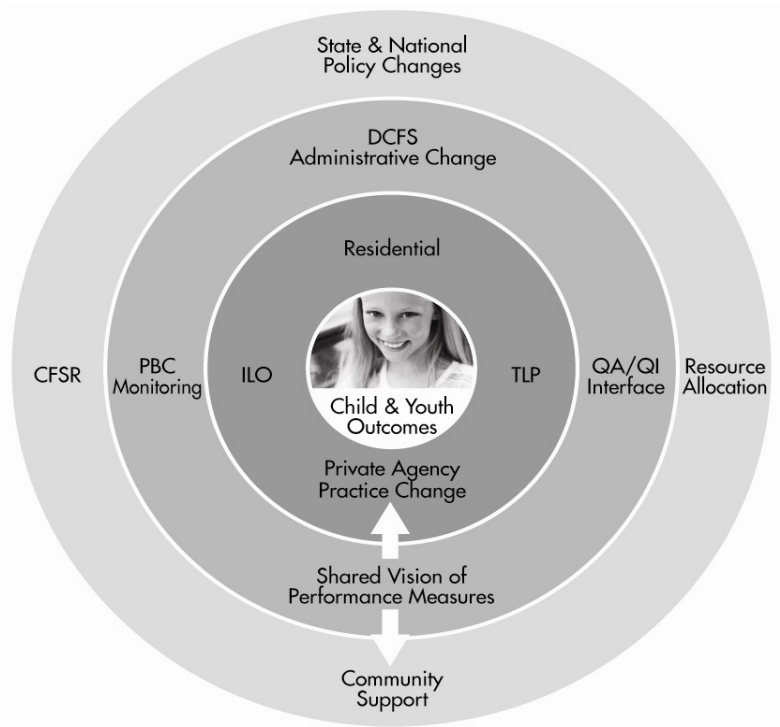 State & National
Policy Changes
DCFS
Administrative Change
Residential
CFSR
PBC
Monitoring
ILO
TLP
QA/QI
Interface
Resource
Allocation
Child & Youth
Outcomes
Private Agency
Practice Change
Shared Vision of
Performance Measures
Community
Support